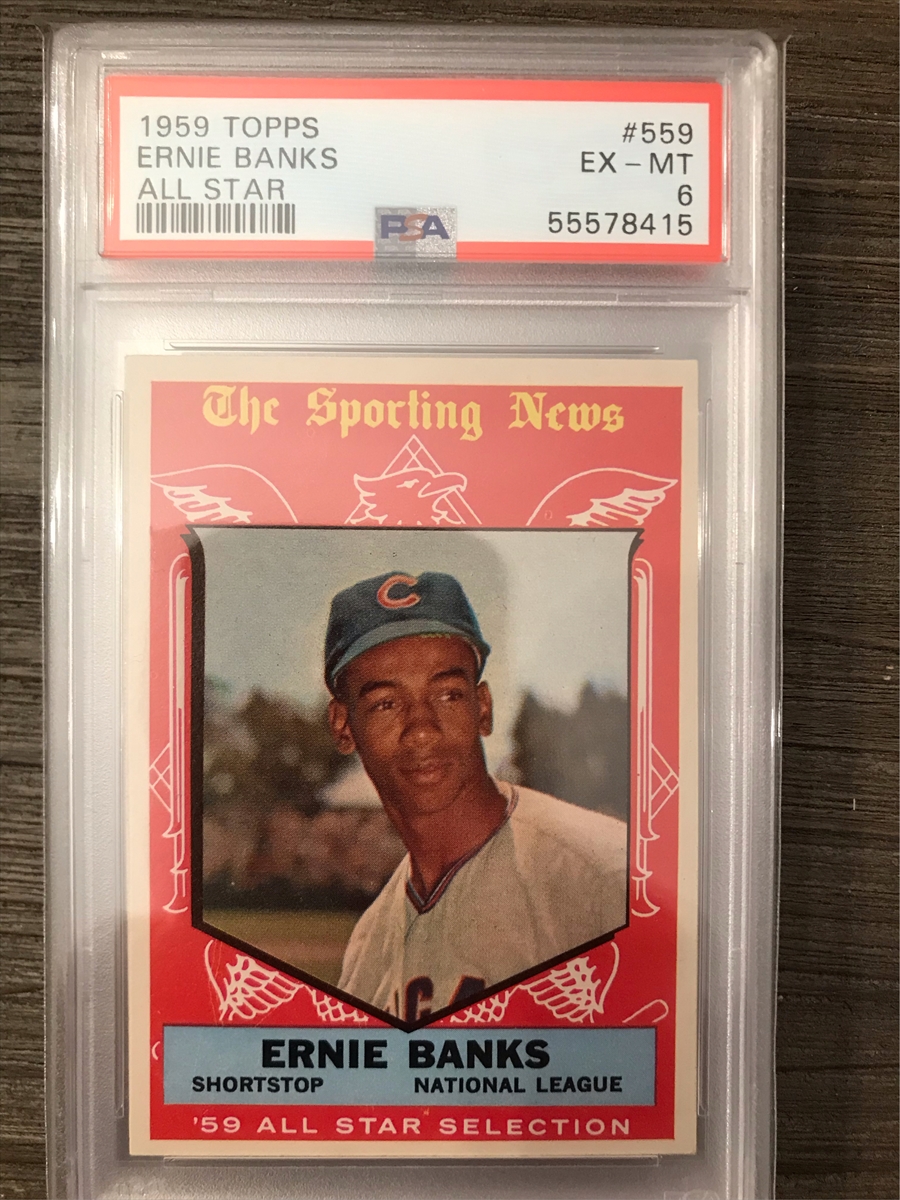 1959 TOPPS #559
ERNIE BANKS EX - MT
ALL STAR 6
55578415
PSA
The Sporting News
C
CA
ERNIE BANKS
SHORTSTOP NATIONAL LEAGUE
'59 ALL STAR SELECTION